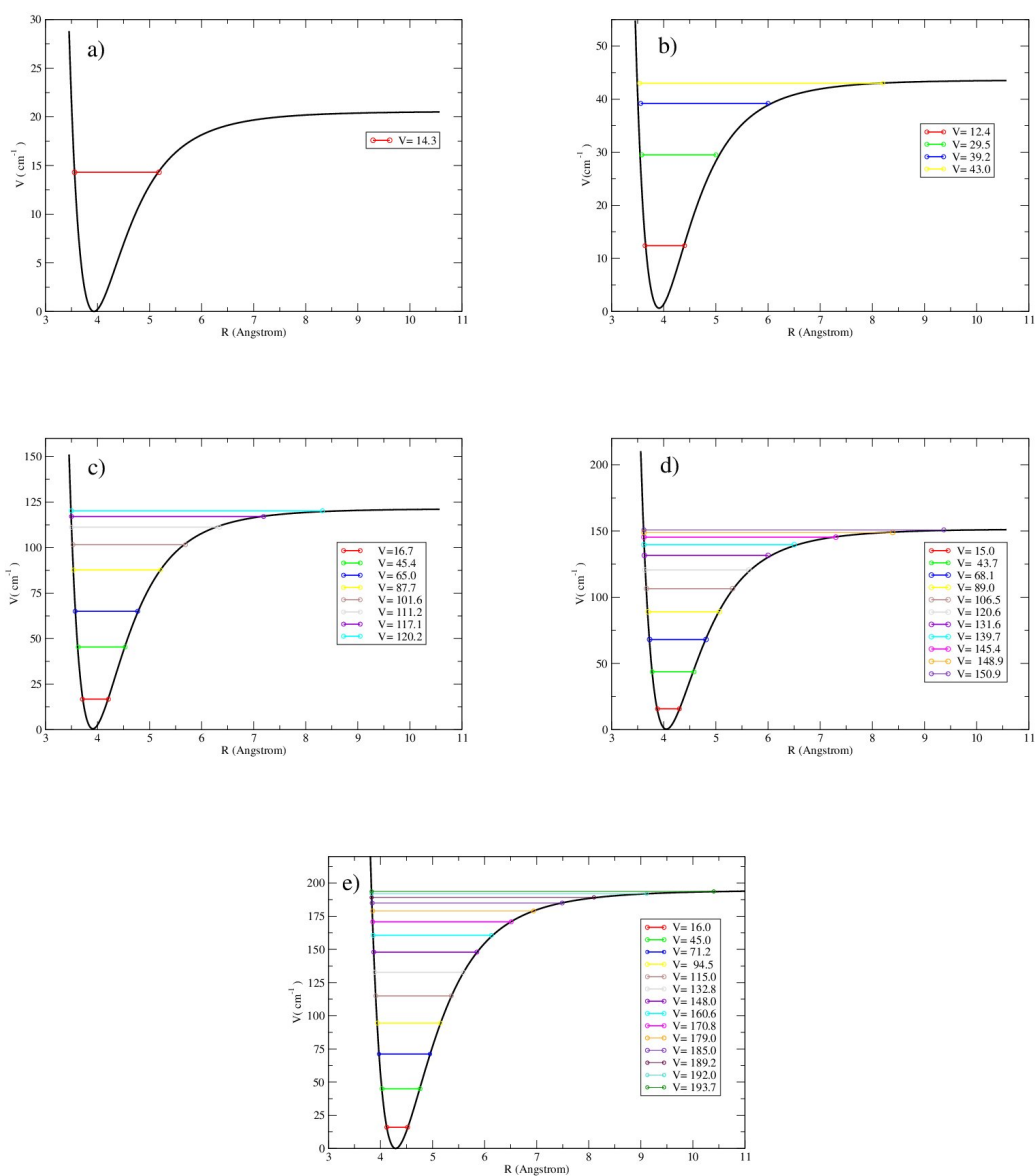 a)
30
25
20
15
10
5
0
V ( cm⁻¹ )
3 4 5 6 7 8 9 10 11
R (Angstrom)
V= 14.3
b)
50
40
30
20
10
0
V(cm⁻¹)
3 4 5 6 7 8 9 10 11
R (Angstrom)
V= 12.4
V= 29.5
V= 39.2
V= 43.0
c)
150
125
100
75
50
25
0
V( cm⁻¹ )
3 4 5 6 7 8 9 10 11
R (Angstrom)
V=16.7
V=45.4
V= 65.0
V= 87.7
V=101.6
V=111.2
V=117.1
V= 120.2
d)
200
150
100
50
0
V( cm⁻¹ )
3 4 5 6 7 8 9 10 11
R (Angstrom)
V= 15.0
V= 43.7
V= 68.1
V= 89.0
V= 106.5
V= 120.6
V= 131.6
V= 139.7
V= 145.4
V= 148.9
V= 150.9
e)
200
175
150
125
100
75
50
25
0
V( cm⁻¹ )
3 4 5 6 7 8 9 10 11
R (Angstrom)
V= 16.0
V= 45.0
V= 71.2
V= 94.5
V= 115.0
V= 132.8
V= 148.0
V= 160.6
V= 170.8
V= 179.0
V= 185.0
V= 189.2
V= 192.0
V= 193.7